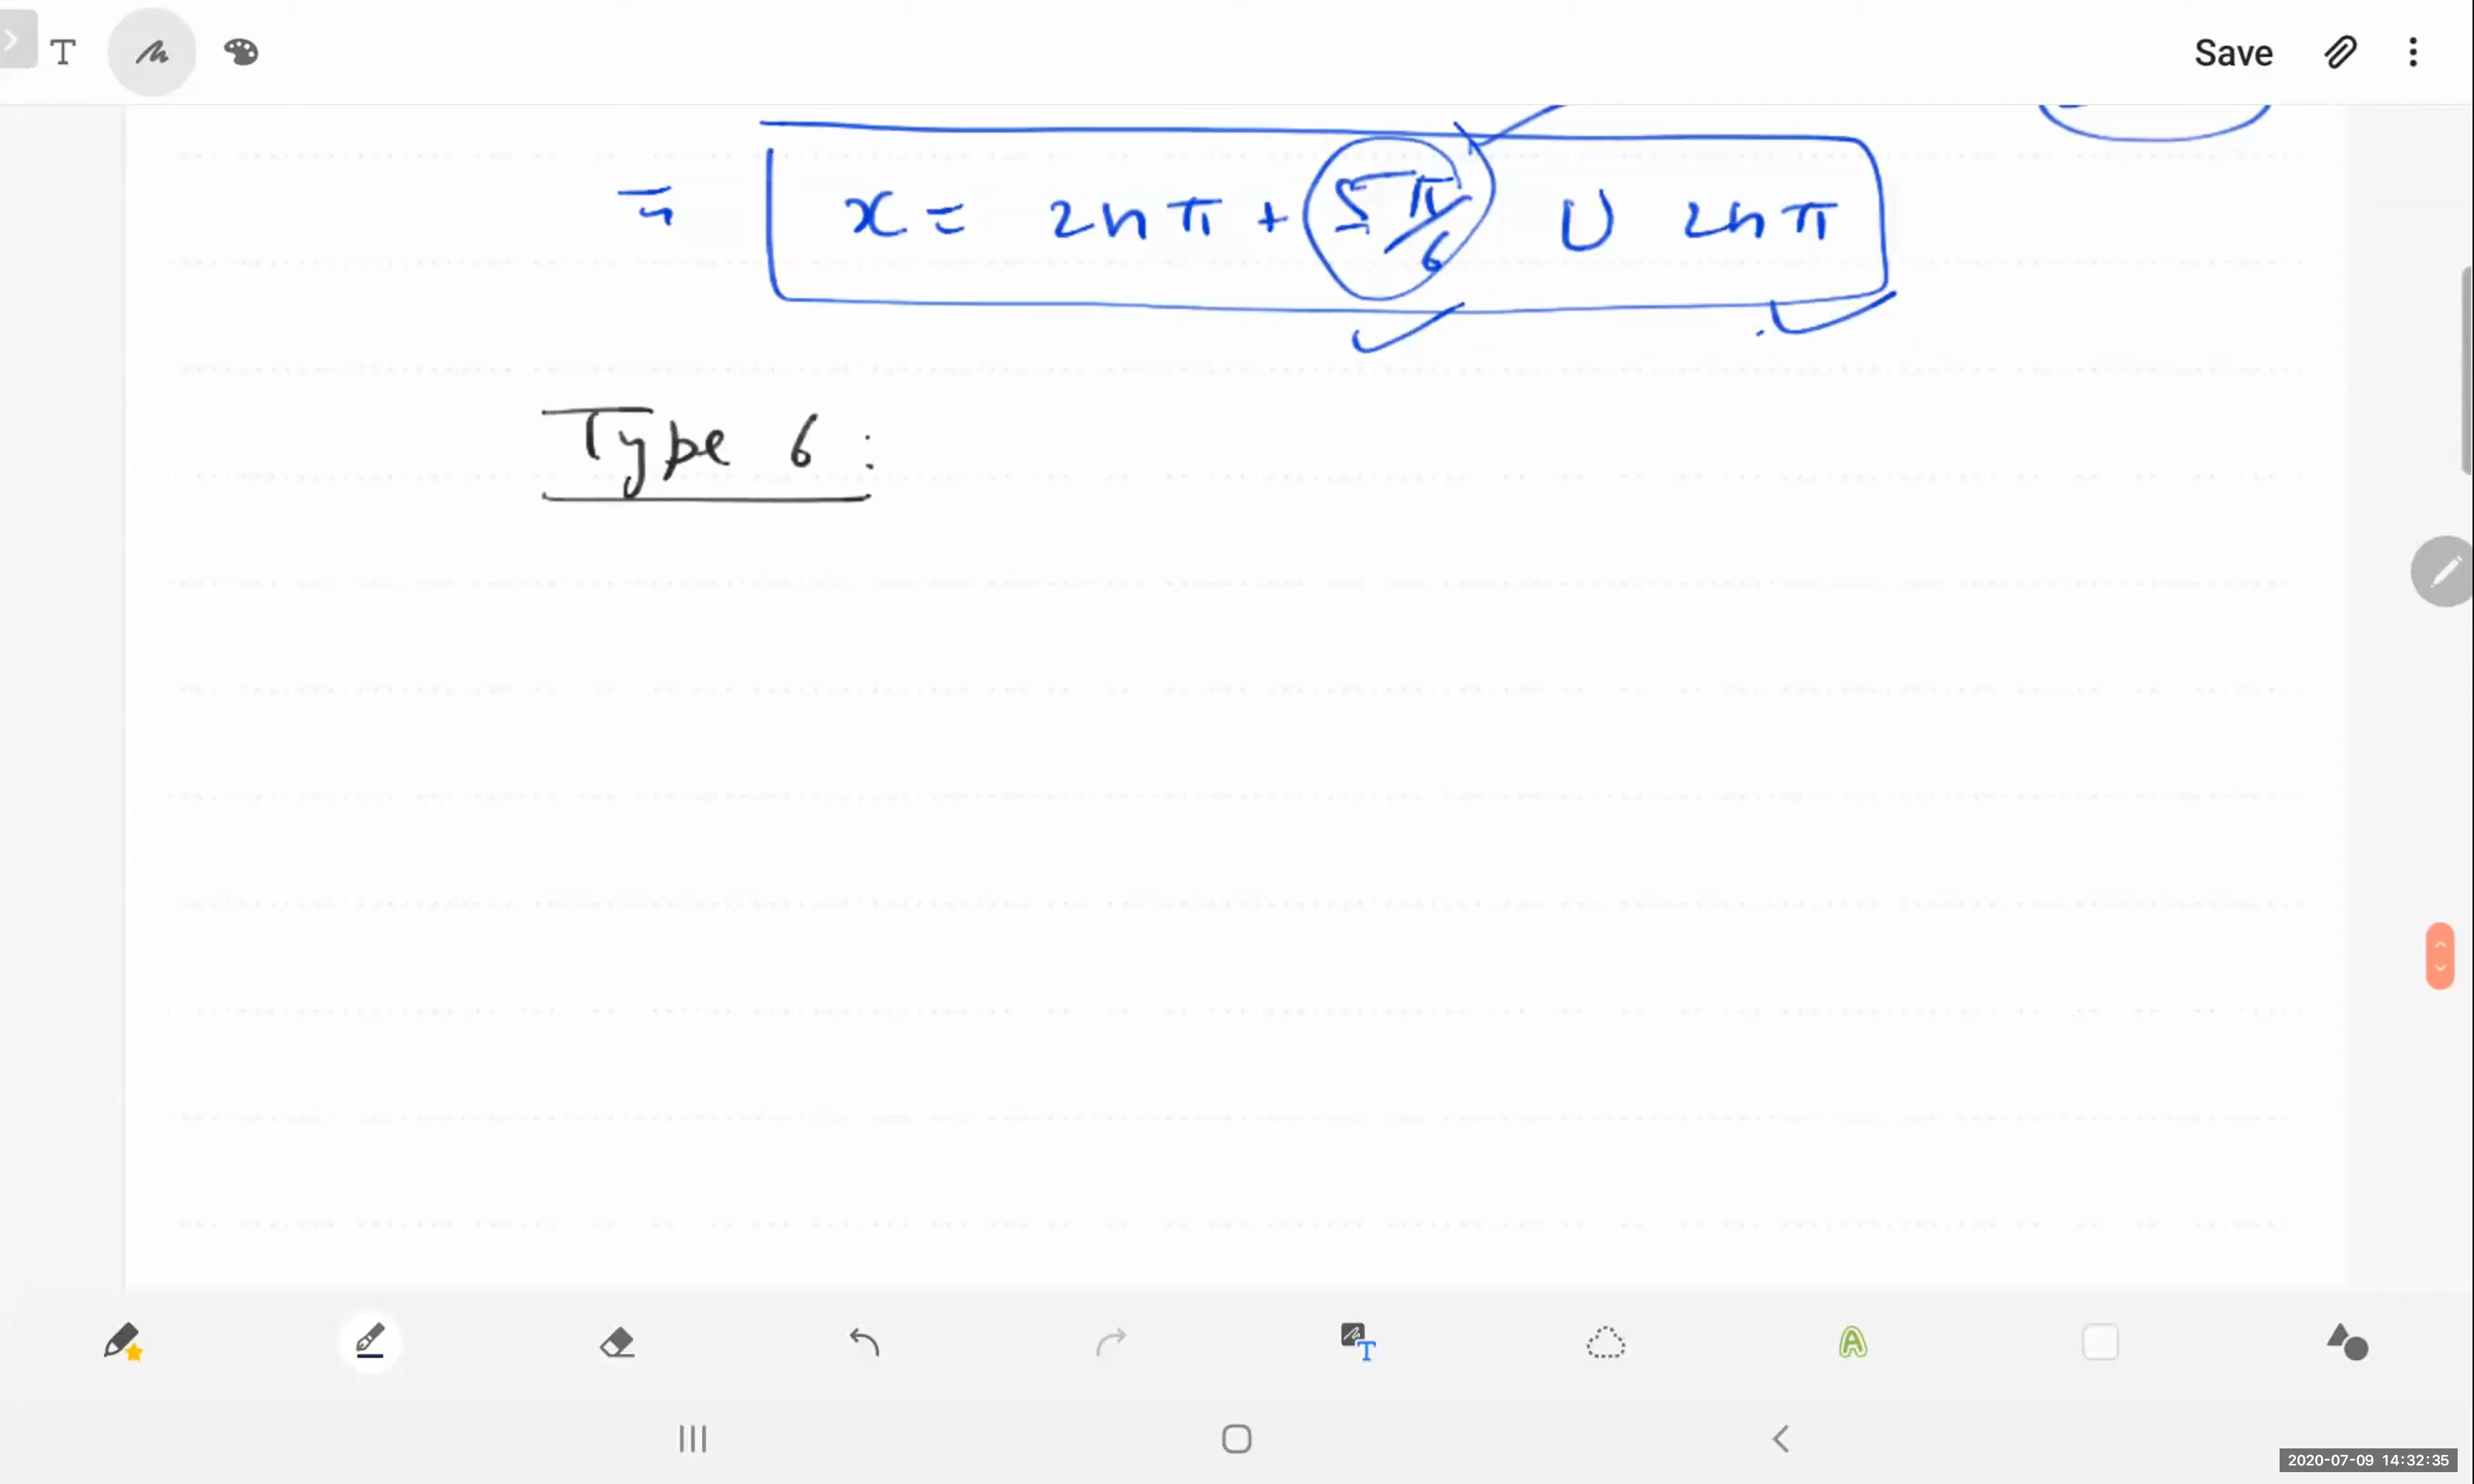 T Save
⇒ x = 2nπ + 5π/6 ∪ 2nπ
Type 6 :
T A
2020-07-09 14:32:35